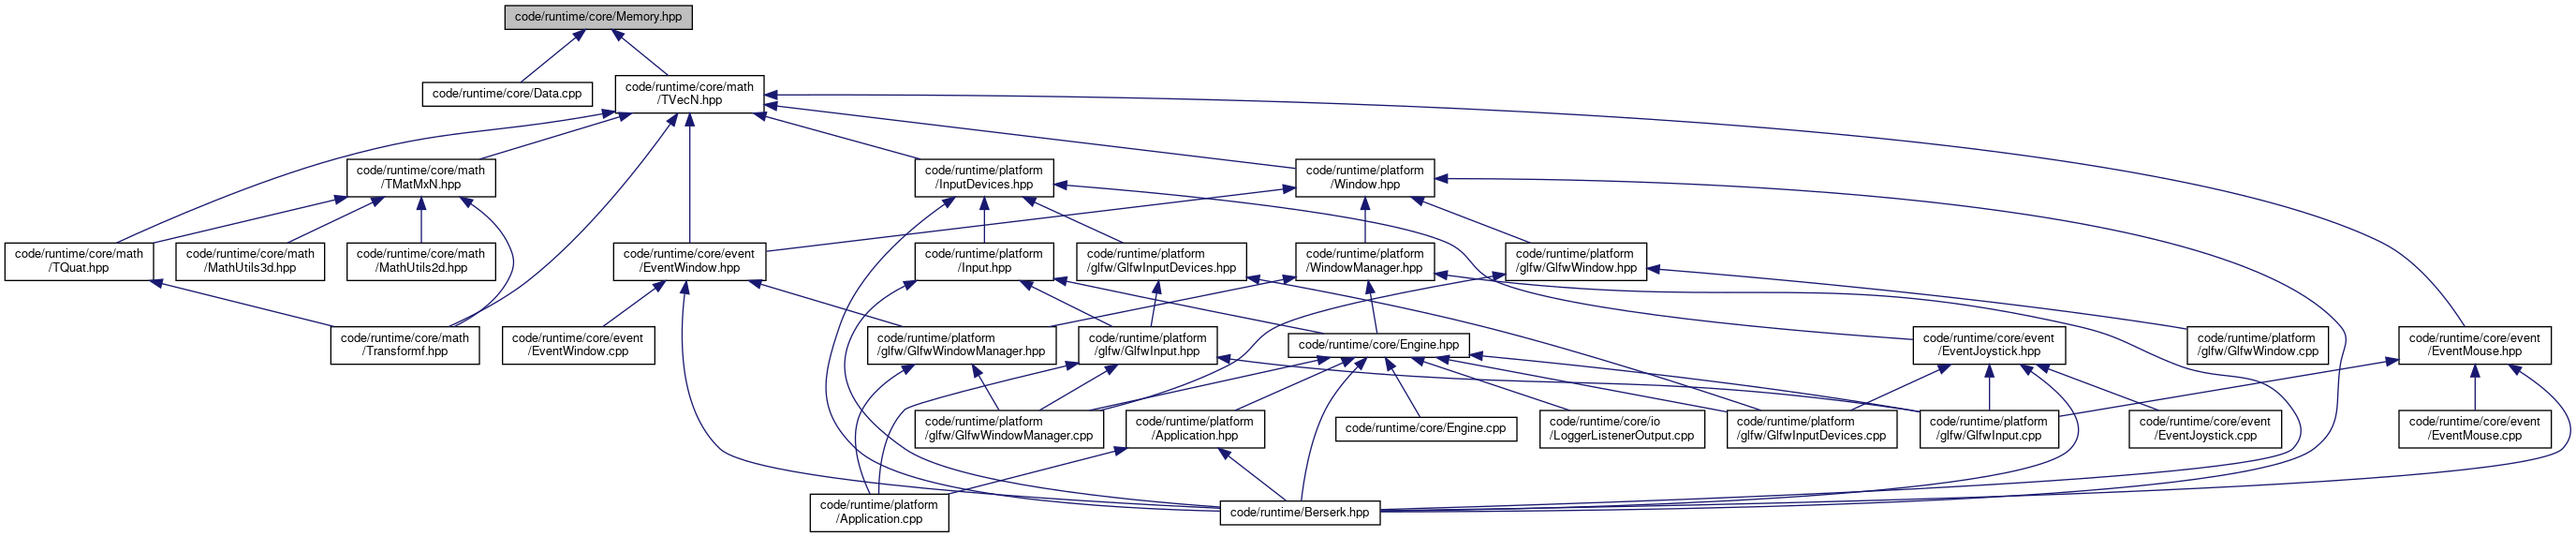 code/runtime/core/Memory.hpp
code/runtime/core/Data.cpp
code/runtime/core/math
/TVecN.hpp
code/runtime/core/math
/TMatMxN.hpp
code/runtime/platform
/InputDevices.hpp
code/runtime/platform
/Window.hpp
code/runtime/core/math
/TQuat.hpp
code/runtime/core/math
/MathUtils3d.hpp
code/runtime/core/math
/MathUtils2d.hpp
code/runtime/core/event
/EventWindow.hpp
code/runtime/platform
/Input.hpp
code/runtime/platform
/glfw/GlfwInputDevices.hpp
code/runtime/platform
/WindowManager.hpp
code/runtime/platform
/glfw/GlfwWindow.hpp
code/runtime/core/math
/Transformf.hpp
code/runtime/core/event
/EventWindow.cpp
code/runtime/platform
/glfw/GlfwWindowManager.hpp
code/runtime/platform
/glfw/GlfwInput.hpp
code/runtime/core/Engine.hpp
code/runtime/core/event
/EventJoystick.hpp
code/runtime/platform
/glfw/GlfwWindow.cpp
code/runtime/core/event
/EventMouse.hpp
code/runtime/platform
/glfw/GlfwWindowManager.cpp
code/runtime/platform
/Application.hpp
code/runtime/core/Engine.cpp
code/runtime/core/io
/LoggerListenerOutput.cpp
code/runtime/platform
/glfw/GlfwInputDevices.cpp
code/runtime/platform
/glfw/GlfwInput.cpp
code/runtime/core/event
/EventJoystick.cpp
code/runtime/core/event
/EventMouse.cpp
code/runtime/platform
/Application.cpp
code/runtime/Berserk.hpp